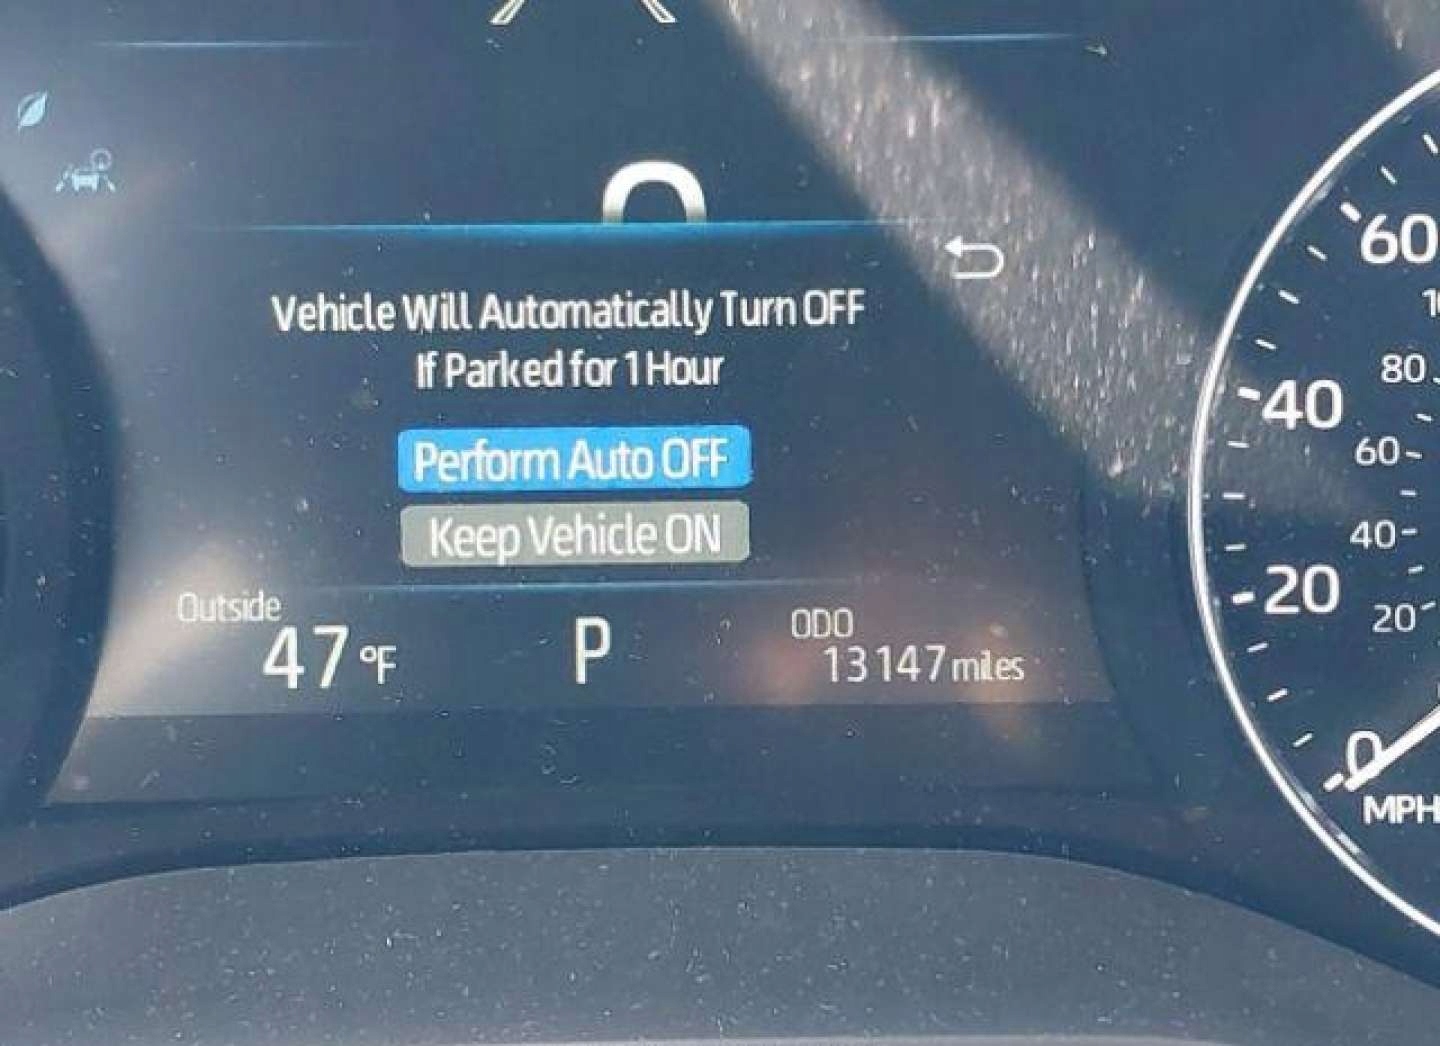 0
Vehicle Will Automatically Turn OFF
If Parked for 1 Hour
Perform Auto OFF
Keep Vehicle ON
Outside
47 °F
P
ODO
13147 miles
60
80
40
60
40
20
20
0
MPH